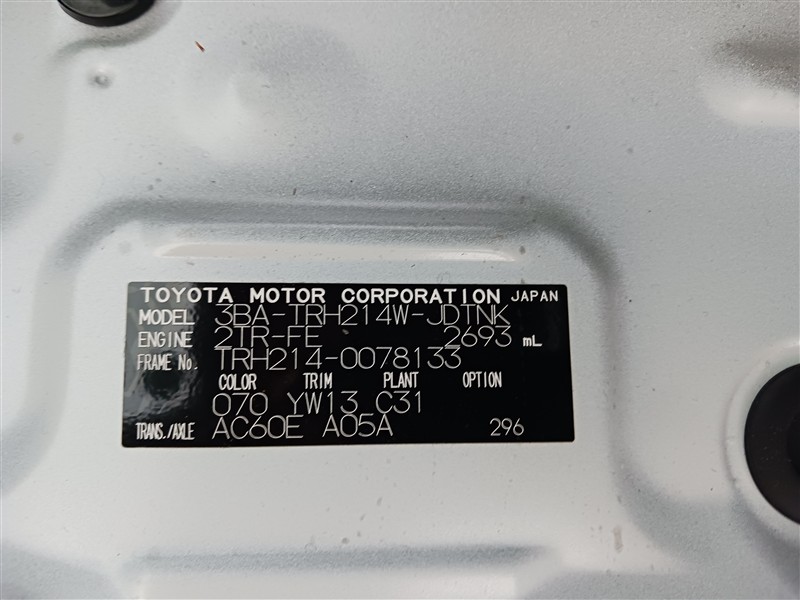 TOYOTA MOTOR CORPORATION JAPAN
MODEL 3BA-TRH214W-JDTNK
ENGINE 2TR-FE 2693 mL
FRAME No. TRH214-0078133
COLOR TRIM PLANT OPTION
070 YW13 C31
TRANS./AXLE AC60E A05A 296